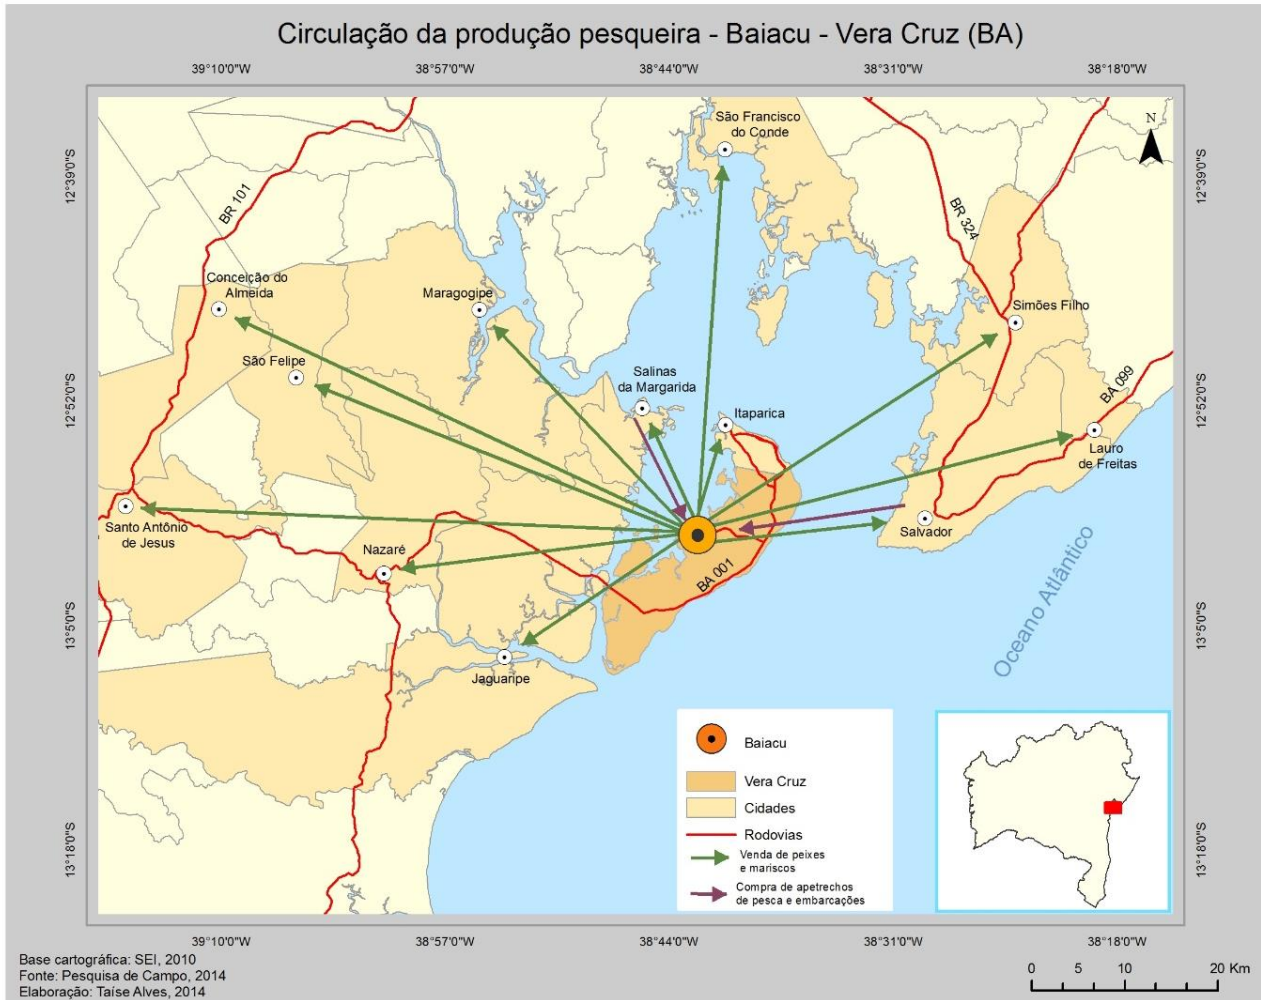 Circulação da produção pesqueira - Baiacu - Vera Cruz (BA)
39°10'0"W
38°57'0"W
38°44'0"W
38°31'0"W
38°18'0"W
12°39'0"S
12°39'0"S
12°52'0"S
12°52'0"S
13°5'0"S
13°5'0"S
13°18'0"S
13°18'0"S
N
São Francisco
do Conde
BR 101
BR 324
Conceição do
Almeida
Maragogipe
Simões Filho
São Felipe
Salinas
da Margarida
Itaparica
BA 099
Lauro
de Freitas
Santo Antônio
de Jesus
Nazaré
Salvador
BA 001
Oceano Atlântico
Jaguaripe
Baiacu
Vera Cruz
Cidades
Rodovias
Venda de peixes
e mariscos
Compra de apetrechos
de pesca e embarcações
39°10'0"W
38°57'0"W
38°44'0"W
38°31'0"W
38°18'0"W
Base cartográfica: SEI, 2010
Fonte: Pesquisa de Campo, 2014
Elaboração: Taíse Alves, 2014
0 5 10 20 Km